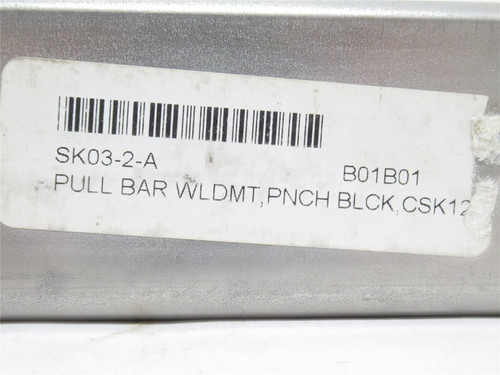 SK03-2-A B01B01
PULL BAR WLDMT,PNCH BLCK,CSK12